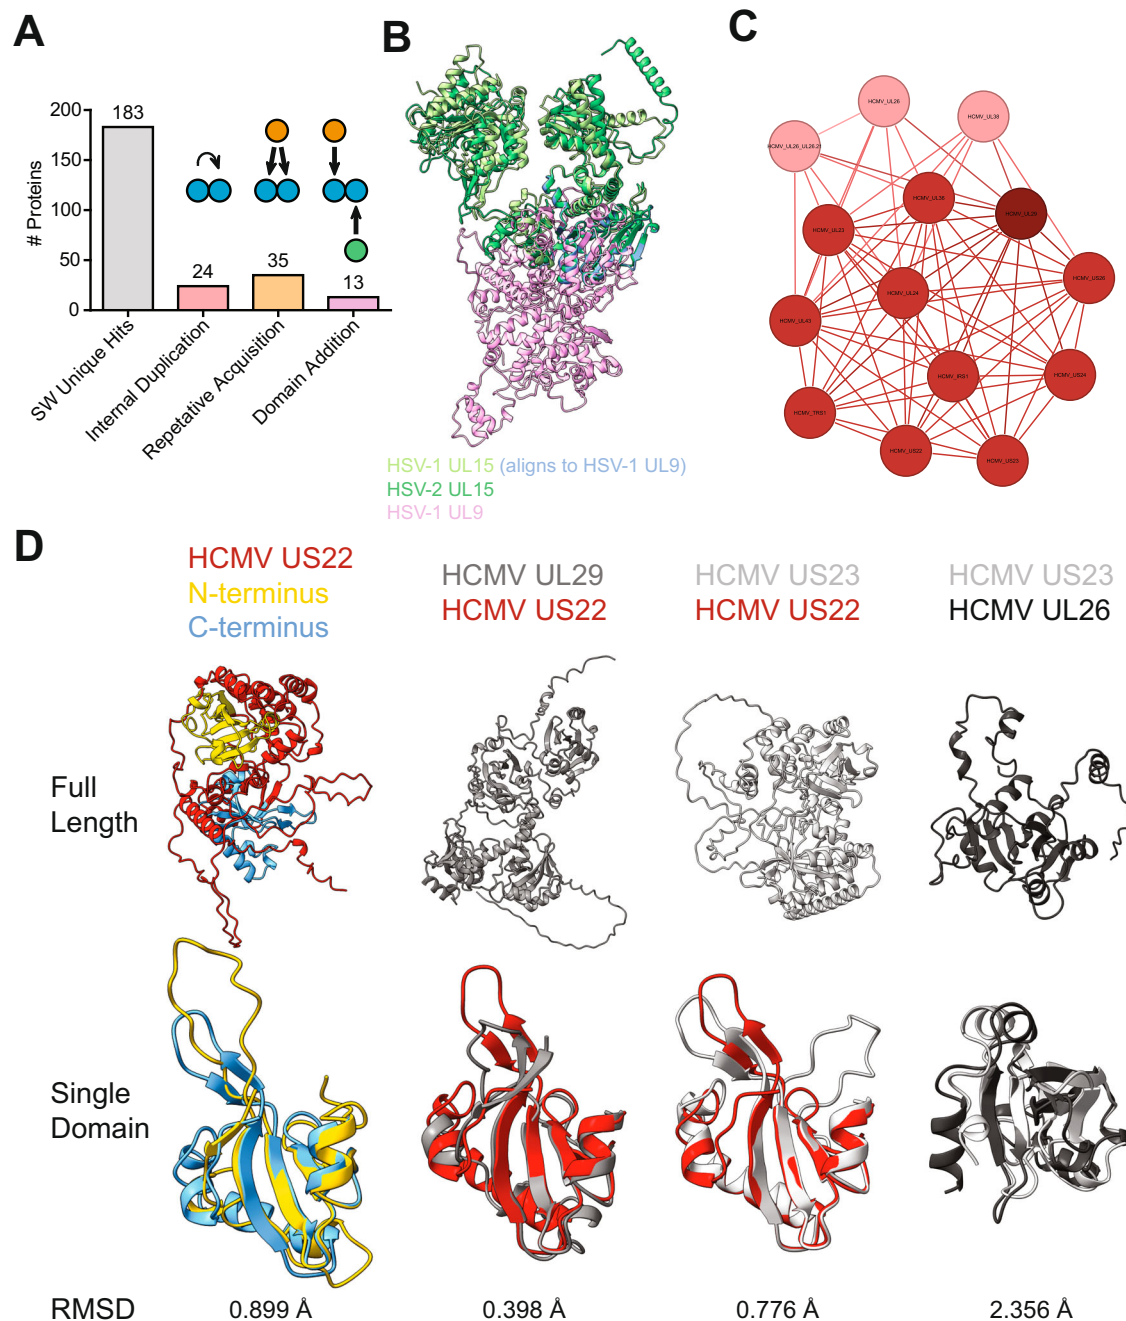 A
B
C
# Proteins
200
150
100
50
0
183
24
35
13
SW Unique Hits
Internal Duplication
Repetative Acquisition
Domain Addition
HSV-1 UL15 (aligns to HSV-1 UL9)
HSV-2 UL15
HSV-1 UL9
HCMV_UL26
HCMV_UL38
HCMV_UL26_UL26.21
HCMV_UL36
HCMV_UL29
HCMV_UL23
HCMV_US26
HCMV_UL24
HCMV_UL43
HCMV_IRS1
HCMV_US24
HCMV_TRS1
HCMV_US22
HCMV_US23
D
HCMV US22
N-terminus
C-terminus
HCMV UL29
HCMV US22
HCMV US23
HCMV US22
HCMV US23
HCMV UL26
Full
Length
Single
Domain
RMSD
0.899 Å
0.398 Å
0.776 Å
2.356 Å